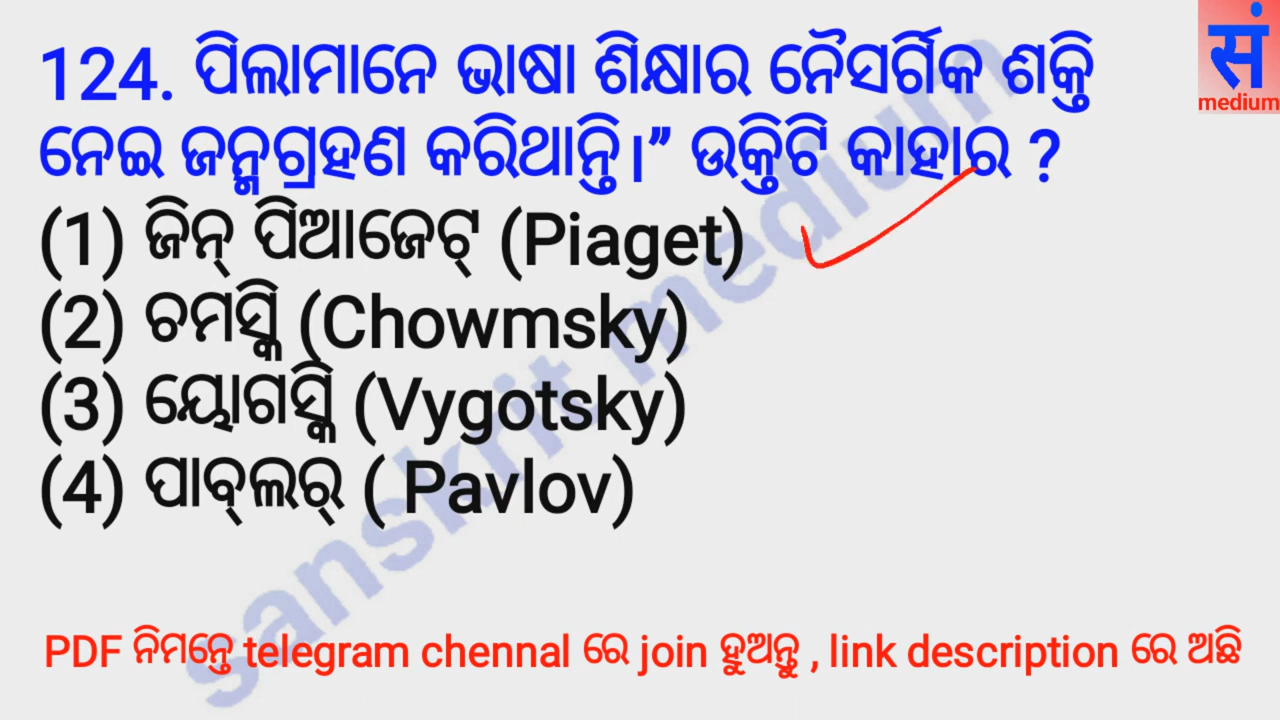 सं
medium
124. ପିଲାମାନେ ଭାଷା ଶିକ୍ଷାର ନୈସର୍ଗିକ ଶକ୍ତି
ନେଇ ଜନ୍ମଗ୍ରହଣ କରିଥାନ୍ତି।” ଉକ୍ତିଟି କାହାର ?
(1) ଜିନ୍ ପିଆଜେଟ୍ (Piaget)
(2) ଚମସ୍କି (Chowmsky)
(3) ୟୋଗସ୍କି (Vygotsky)
(4) ପାବ୍‌ଲର୍ ( Pavlov)
sanskrit medium
PDF ନିମନ୍ତେ telegram chennal ରେ join ହୁଅନ୍ତୁ , link description ରେ ଅଛି